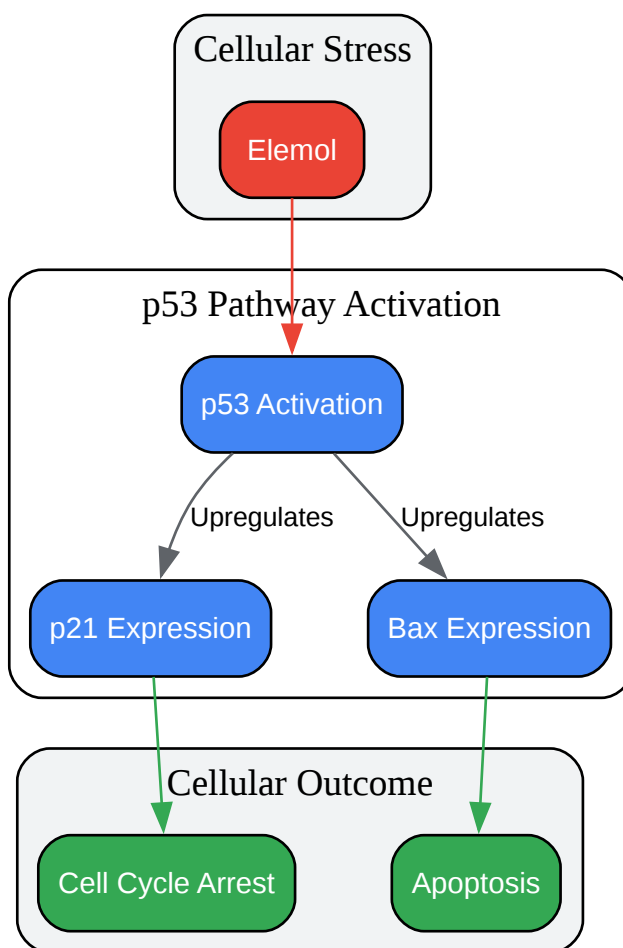 Cellular Stress
Elemol
p53 Pathway Activation
p53 Activation
Upregulates
Upregulates
p21 Expression
Bax Expression
Cellular Outcome
Cell Cycle Arrest
Apoptosis